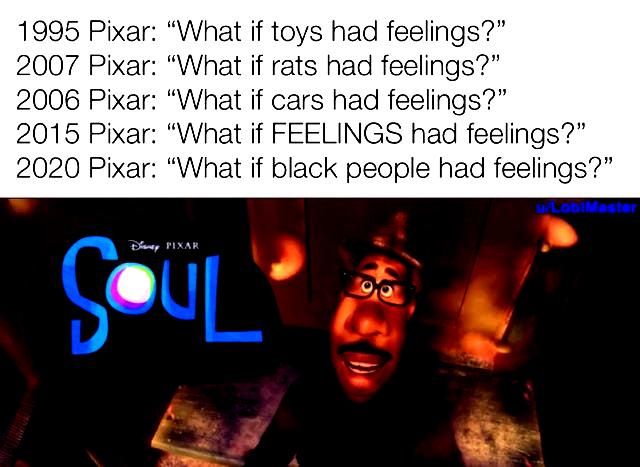 1995 Pixar: “What if toys had feelings?”
2007 Pixar: “What if rats had feelings?”
2006 Pixar: “What if cars had feelings?”
2015 Pixar: “What if FEELINGS had feelings?”
2020 Pixar: “What if black people had feelings?”
u/LobiMaster
Disney PIXAR
SOUL